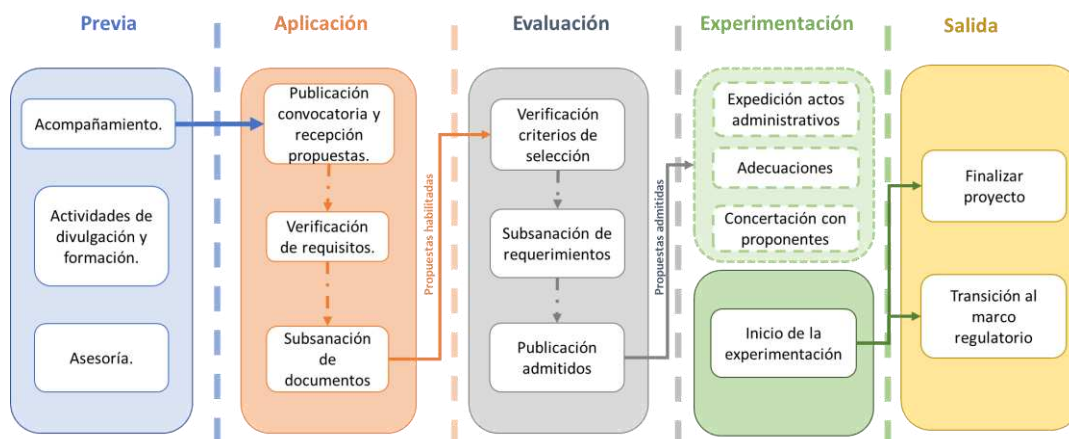 Previa
Aplicación
Evaluación
Experimentación
Salida
Acompañamiento.
Actividades de
divulgación y
formación.
Asesoría.
Publicación
convocatoria y
recepción
propuestas.
Verificación
de requisitos.
Subsanación
de
documentos
Propuestas habilitadas
Verificación
criterios de
selección
Subsanación de
requerimientos
Publicación
admitidos
Propuestas admitidas
Expedición actos
administrativos
Adecuaciones
Concertación con
proponentes
Inicio de la
experimentación
Finalizar
proyecto
Transición al
marco
regulatorio